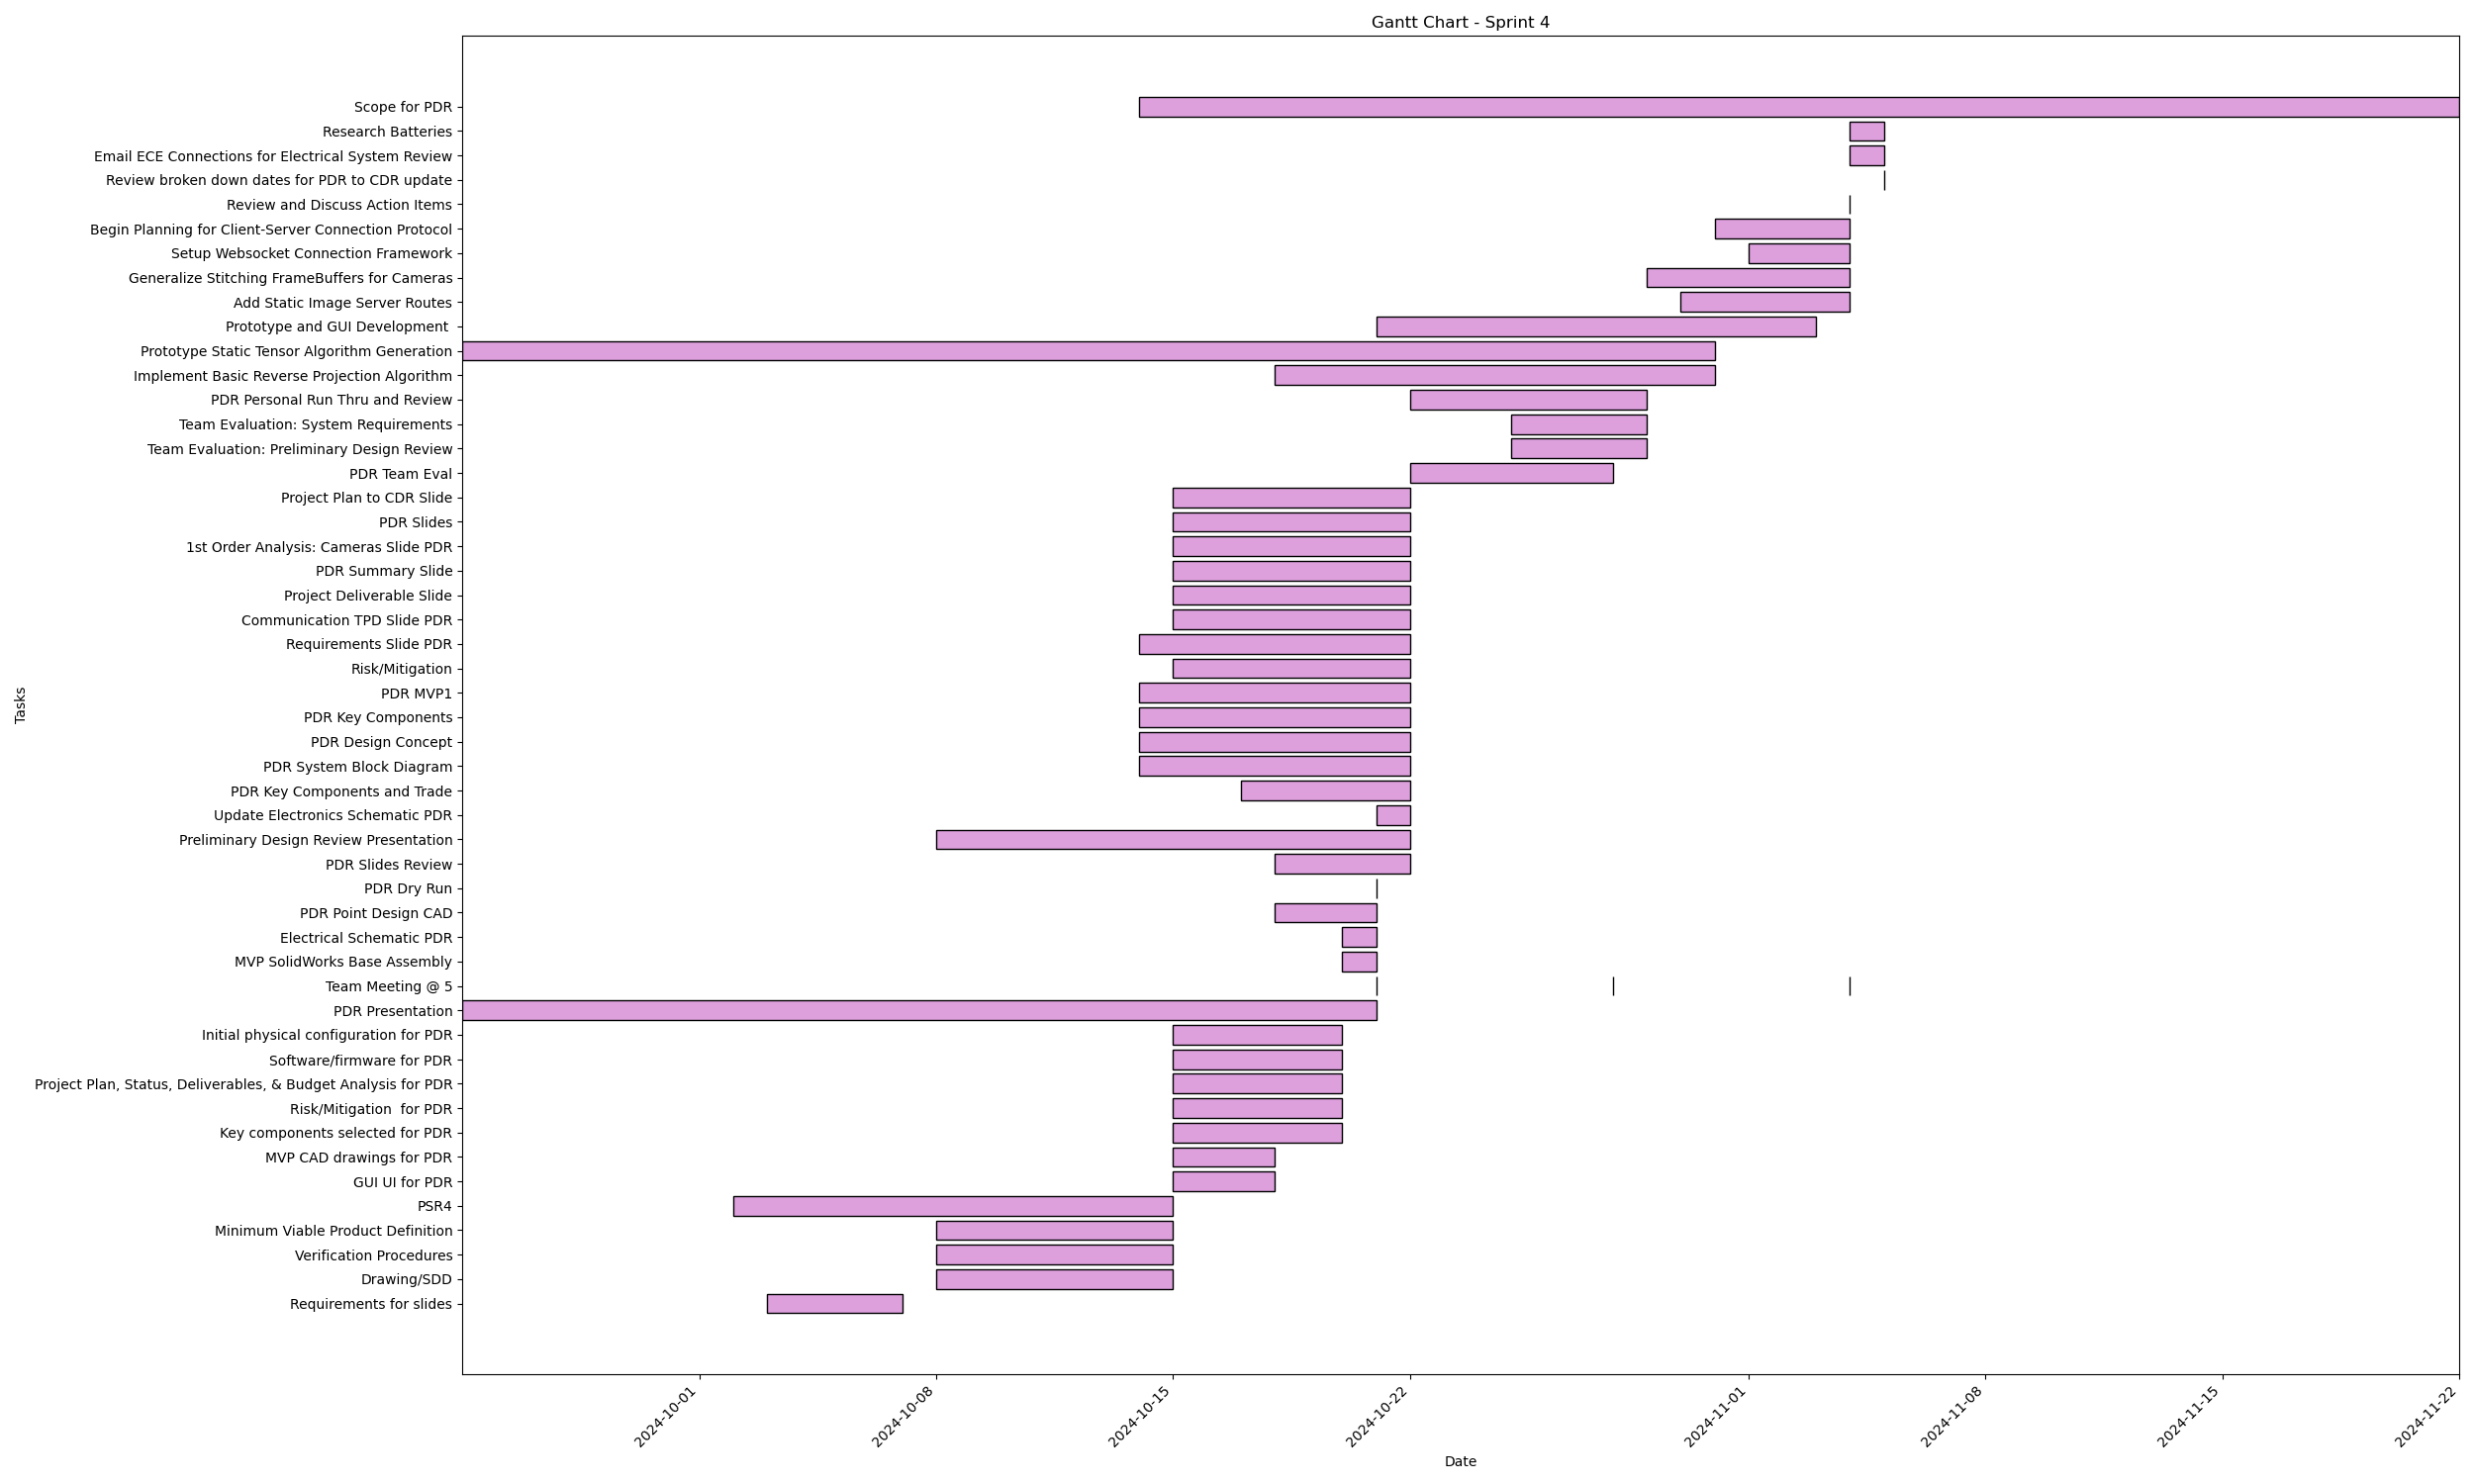 Gantt Chart - Sprint 4
Scope for PDR
Research Batteries
Email ECE Connections for Electrical System Review
Review broken down dates for PDR to CDR update
Review and Discuss Action Items
Begin Planning for Client-Server Connection Protocol
Setup Websocket Connection Framework
Generalize Stitching FrameBuffers for Cameras
Add Static Image Server Routes
Prototype and GUI Development
Prototype Static Tensor Algorithm Generation
Implement Basic Reverse Projection Algorithm
PDR Personal Run Thru and Review
Team Evaluation: System Requirements
Team Evaluation: Preliminary Design Review
PDR Team Eval
Project Plan to CDR Slide
PDR Slides
1st Order Analysis: Cameras Slide PDR
PDR Summary Slide
Project Deliverable Slide
Communication TPD Slide PDR
Requirements Slide PDR
Risk/Mitigation
PDR MVP1
PDR Key Components
PDR Design Concept
PDR System Block Diagram
PDR Key Components and Trade
Update Electronics Schematic PDR
Preliminary Design Review Presentation
PDR Slides Review
PDR Dry Run
PDR Point Design CAD
Electrical Schematic PDR
MVP SolidWorks Base Assembly
Team Meeting @ 5
PDR Presentation
Initial physical configuration for PDR
Software/firmware for PDR
Project Plan, Status, Deliverables, & Budget Analysis for PDR
Risk/Mitigation  for PDR
Key components selected for PDR
MVP CAD drawings for PDR
GUI UI for PDR
PSR4
Minimum Viable Product Definition
Verification Procedures
Drawing/SDD
Requirements for slides
Tasks
2024-10-01
2024-10-08
2024-10-15
2024-10-22
2024-11-01
2024-11-08
2024-11-15
2024-11-22
Date